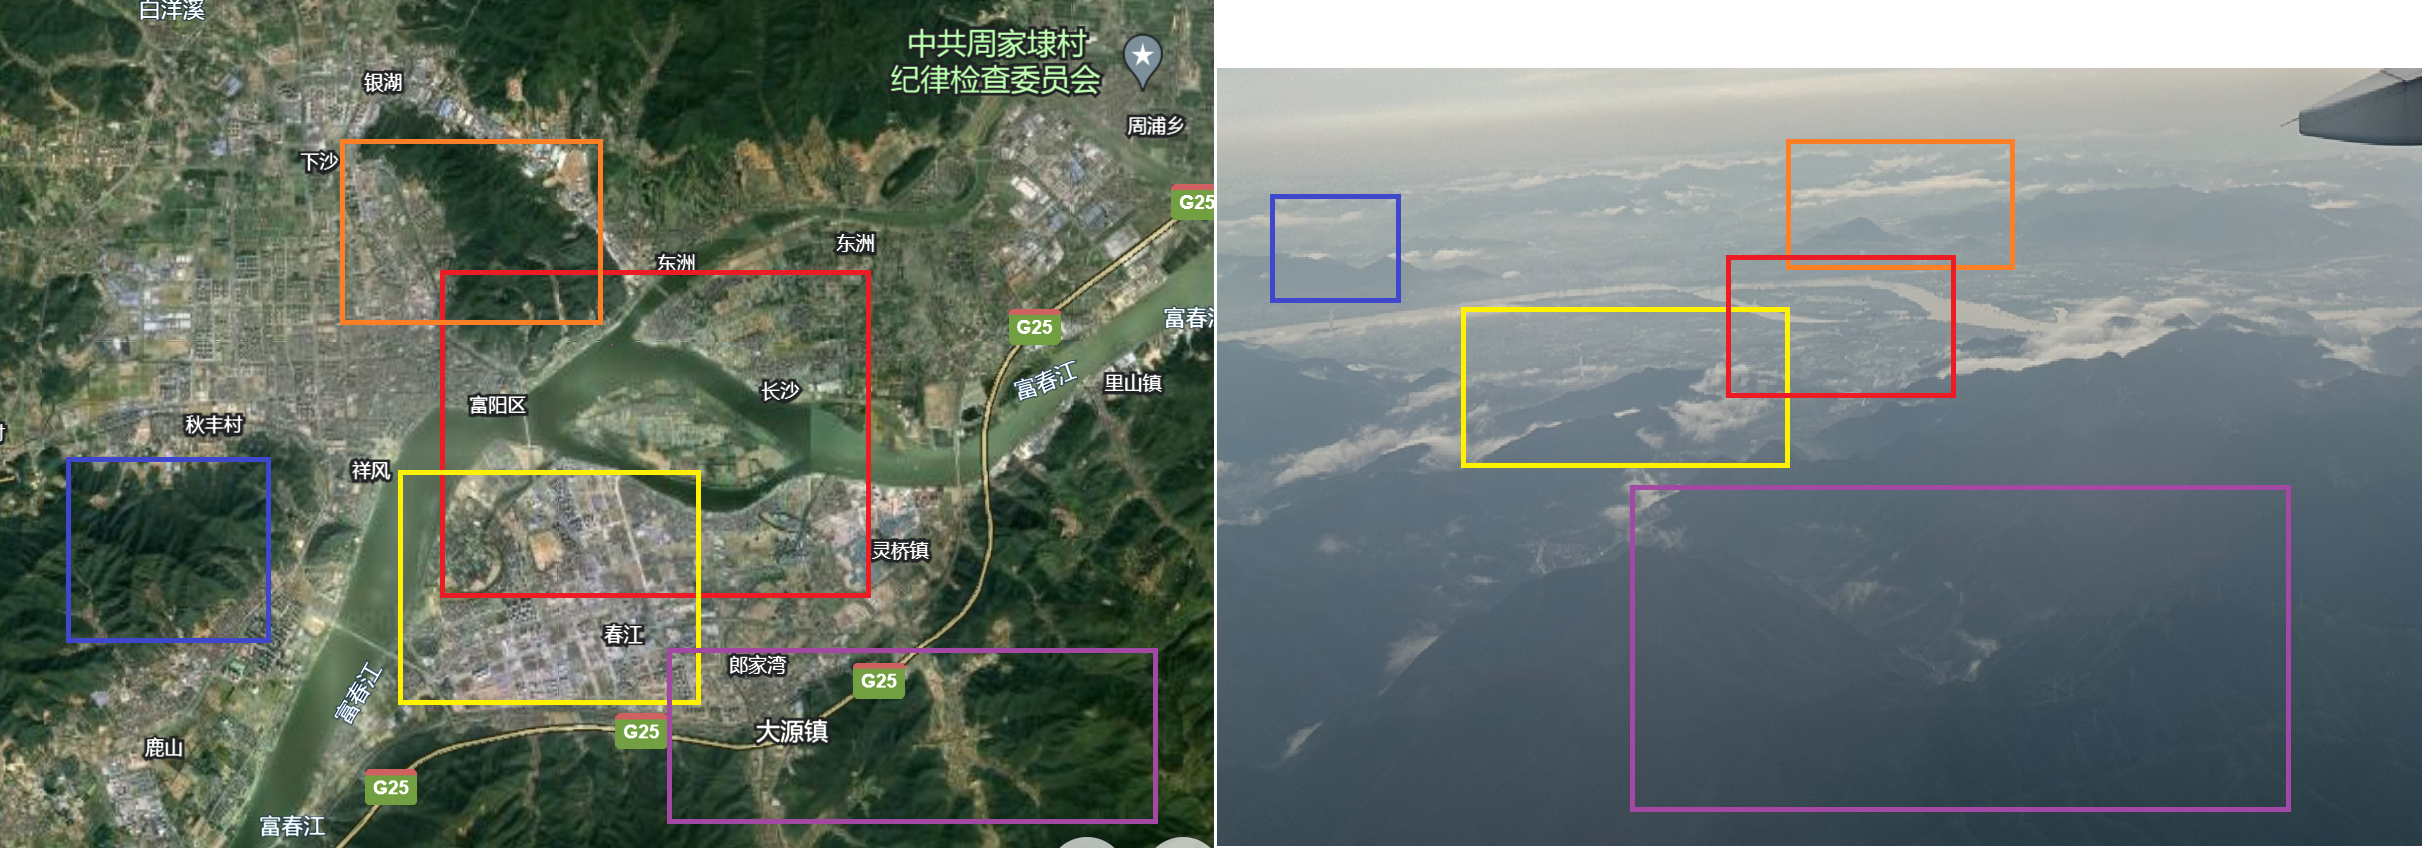 白洋溪
中共周家埭村
纪律检查委员会
银湖
周浦乡
下沙
G25
东洲
东洲
富春江
G25
富春江
里山镇
长沙
富阳区
秋丰村
祥风
灵桥镇
春江
郎家湾
G25
富春江
大源镇
G25
鹿山
G25
富春江